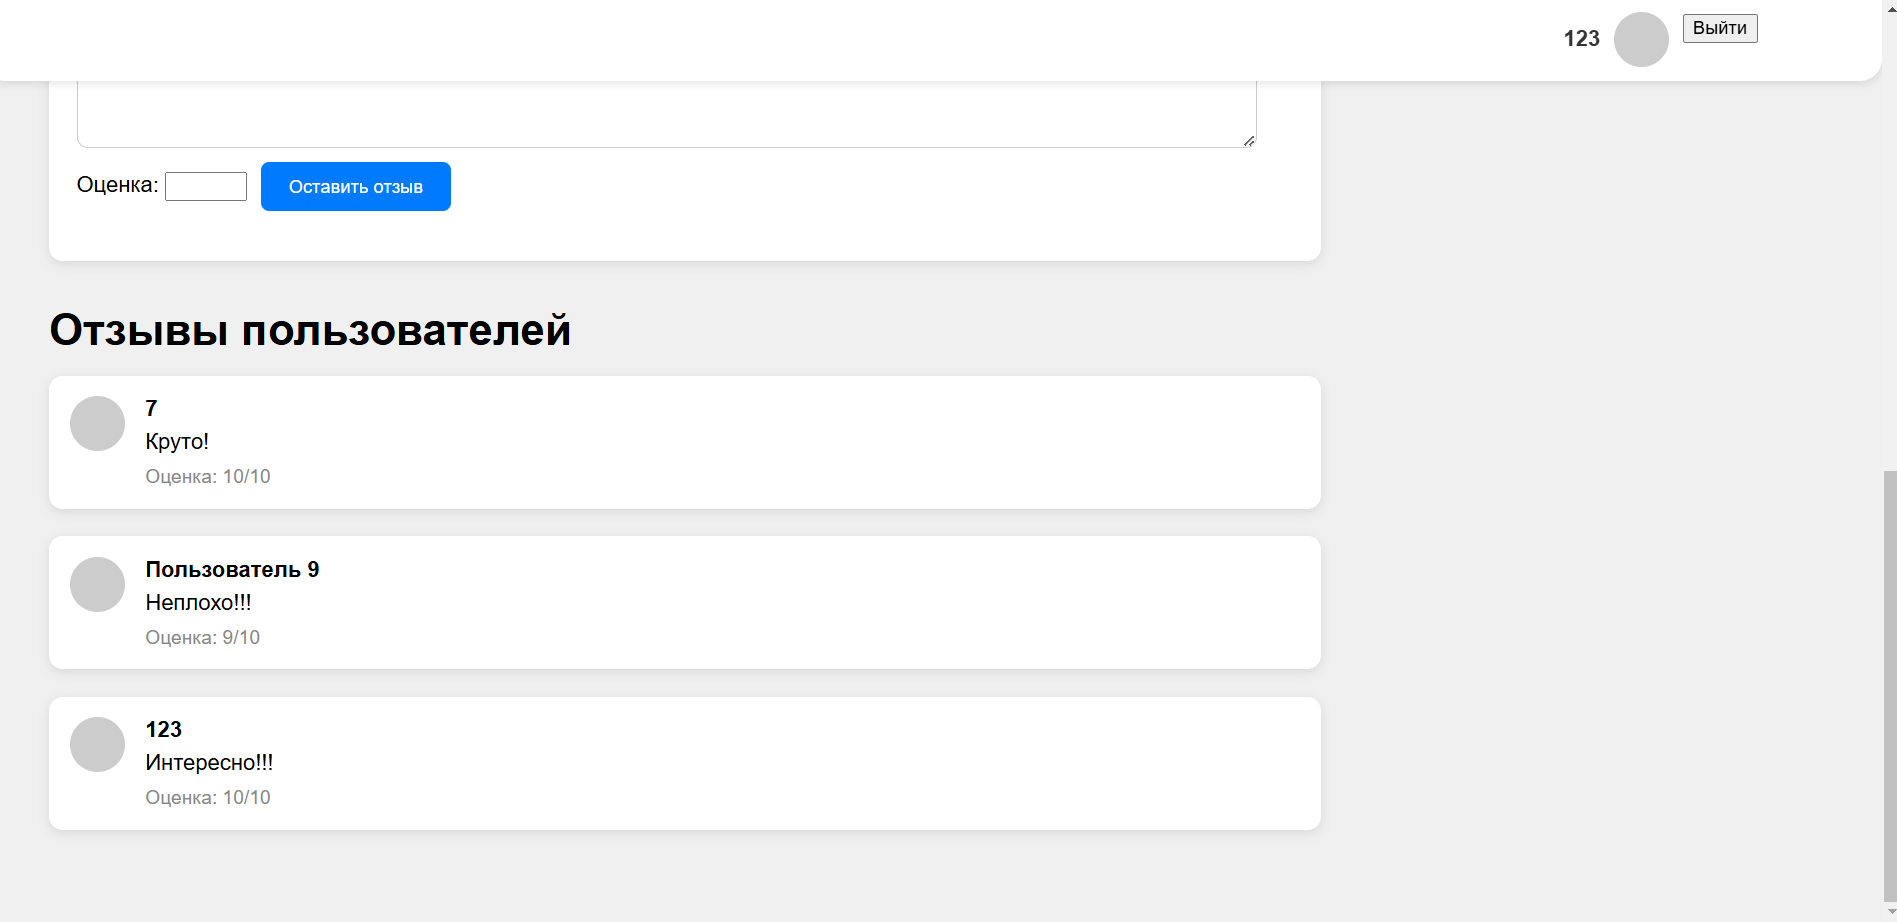 123
Выйти
Оценка:
Оставить отзыв
Отзывы пользователей
7
Круто!
Оценка: 10/10
Пользователь 9
Неплохо!!!
Оценка: 9/10
123
Интересно!!!
Оценка: 10/10